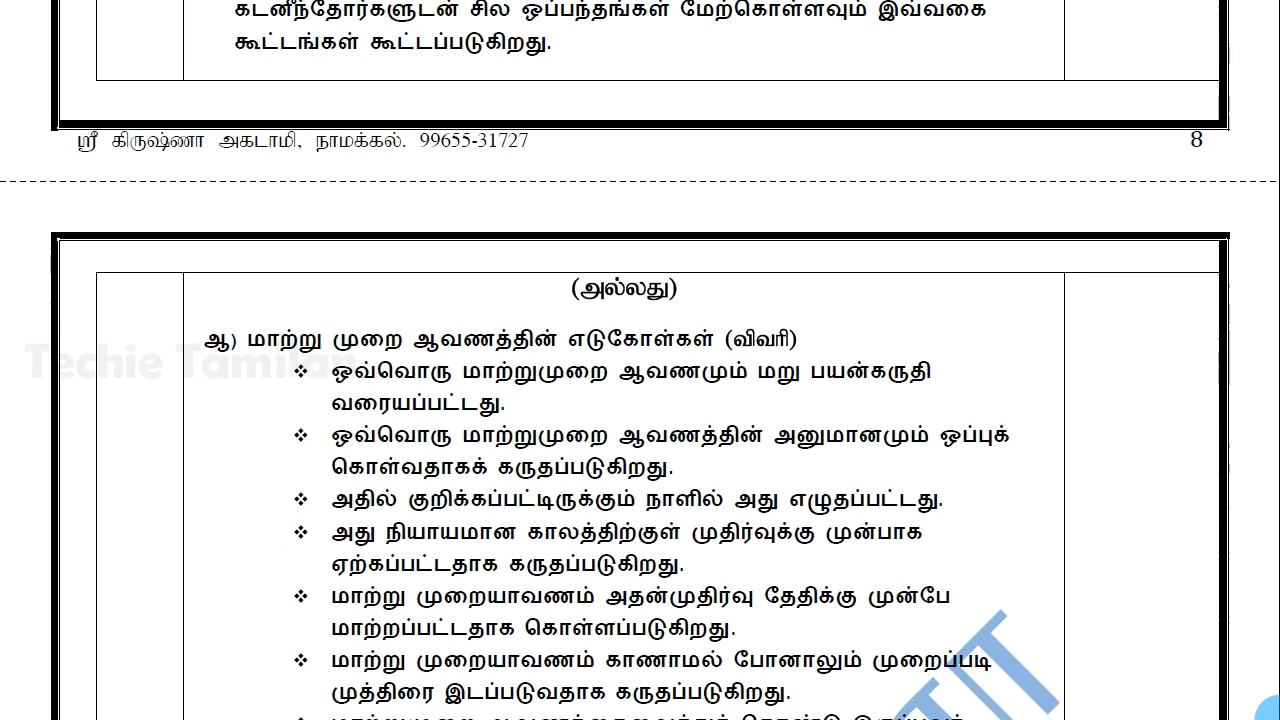 கடனீந்தோர்களுடன் சில ஒப்பந்தங்கள் மேற்கொள்ளவும் இவ்வகை
கூட்டங்கள் கூட்டப்படுகிறது.
ஸ்ரீ கிருஷ்ணா அகடாமி, நாமக்கல். 99655-31727 8
(அல்லது)
ஆ) மாற்று முறை ஆவணத்தின் எடுகோள்கள் (விவரி)
Techie Tamilan
❖ ஒவ்வொரு மாற்றுமுறை ஆவணமும் மறு பயன்கருதி
வரையப்பட்டது.
❖ ஒவ்வொரு மாற்றுமுறை ஆவணத்தின் அனுமானமும் ஒப்புக்
கொள்வதாகக் கருதப்படுகிறது.
❖ அதில் குறிக்கப்பட்டிருக்கும் நாளில் அது எழுதப்பட்டது.
❖ அது நியாயமான காலத்திற்குள் முதிர்வுக்கு முன்பாக
ஏற்கப்பட்டதாக கருதப்படுகிறது.
❖ மாற்று முறையாவணம் அதன்முதிர்வு தேதிக்கு முன்பே
மாற்றப்பட்டதாக கொள்ளப்படுகிறது.
❖ மாற்று முறையாவணம் காணாமல் போனாலும் முறைப்படி
முத்திரை இடப்படுவதாக கருதப்படுகிறது.